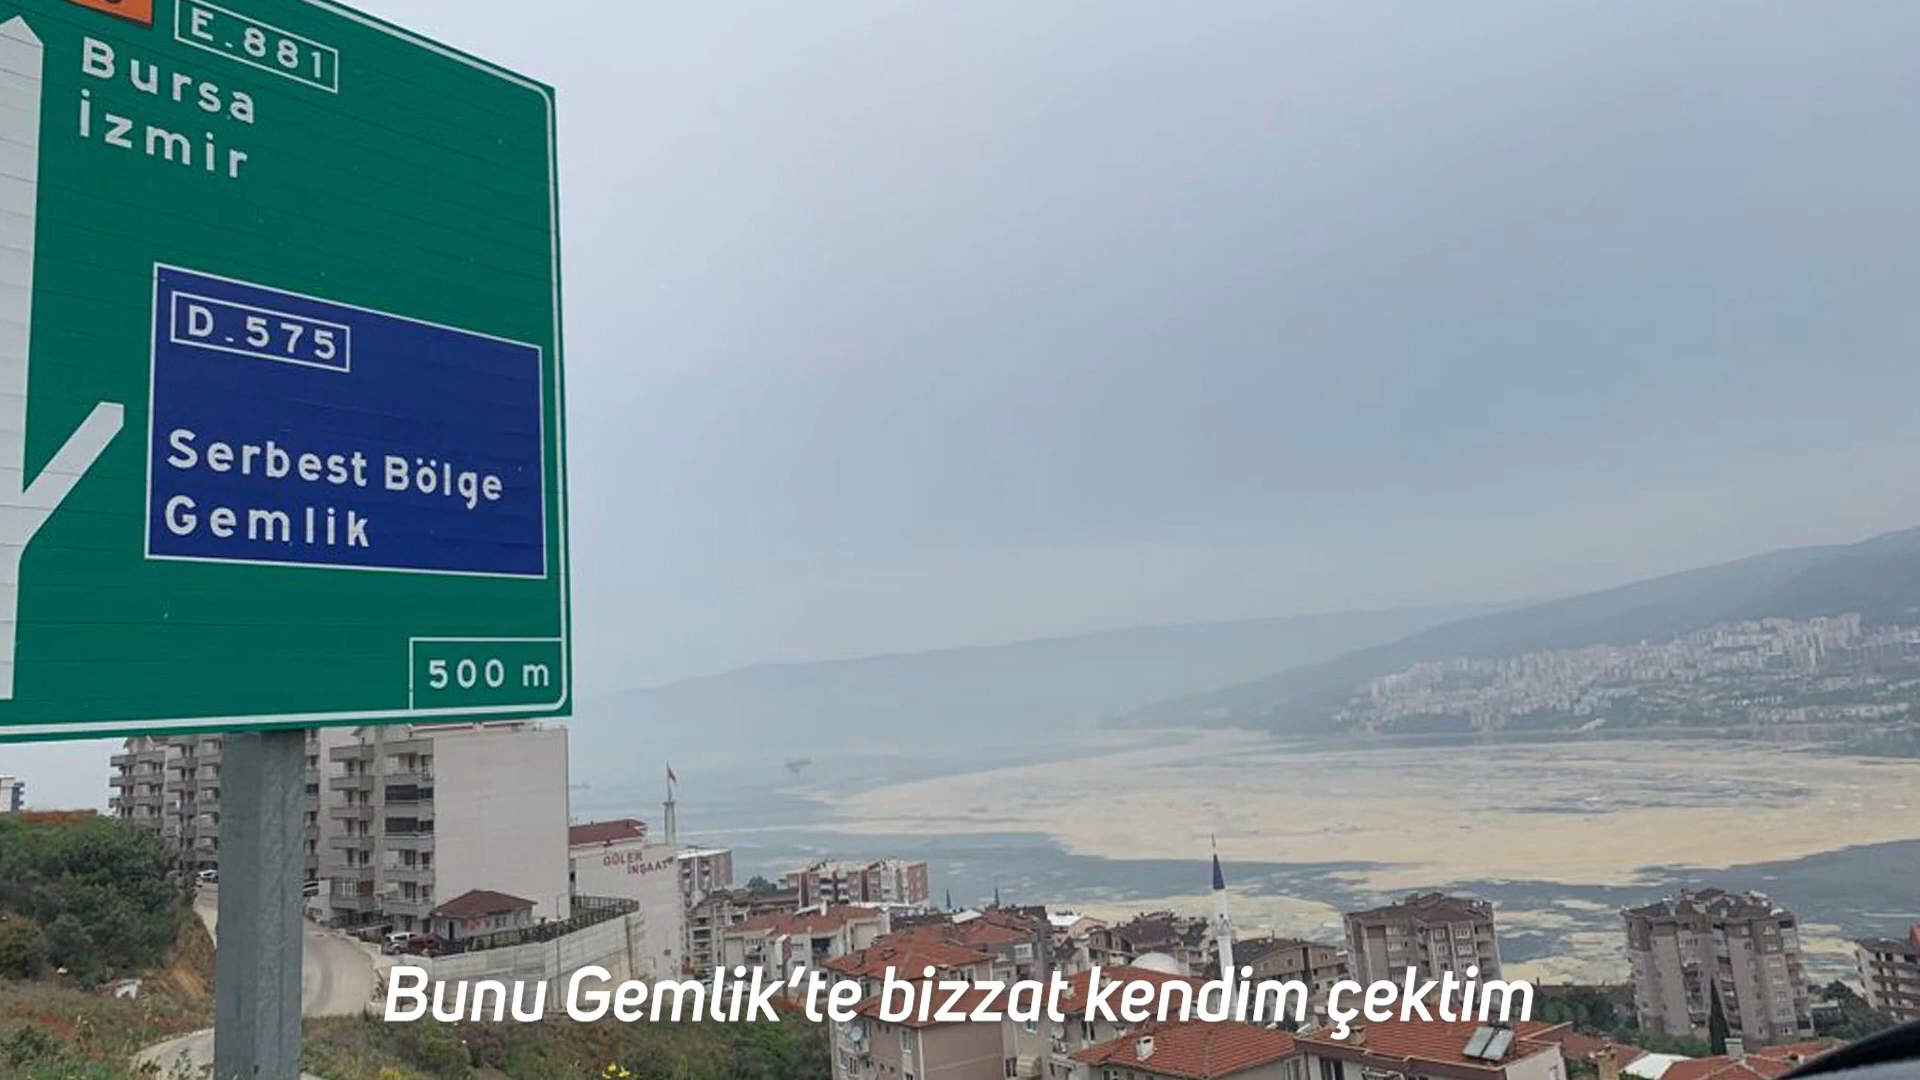 E.881
Bursa
İzmir
D.575
Serbest Bölge
Gemlik
500 m
GÜLER
İNŞAAT
Bunu Gemlik’te bizzat kendim çektim